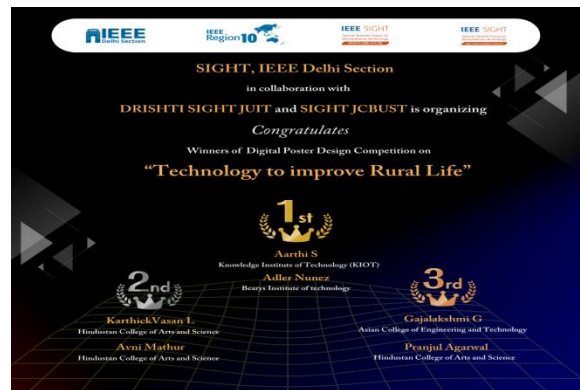 IEEE
Delhi Section
IEEE
Region 10
IEEE SIGHT
IEEE SIGHT
SIGHT, IEEE Delhi Section
in collaboration with
DRISHTI SIGHT JUIT and SIGHT JCBUST is organizing
Congratulates
Winners of Digital Poster Design Competition on
“Technology to improve Rural Life”
1st
Aarthi S
Knowledge Institute of Technology (KIOT)
Adler Nunez
Bearys Institute of technology
2nd
KarthickVasan L
Hindustan College of Arts and Science
Avni Mathur
Hindustan College of Arts and Science
3rd
Gajalakshmi G
Asian College of Engineering and Technology
Pranjul Agarwal
Hindustan College of Arts and Science